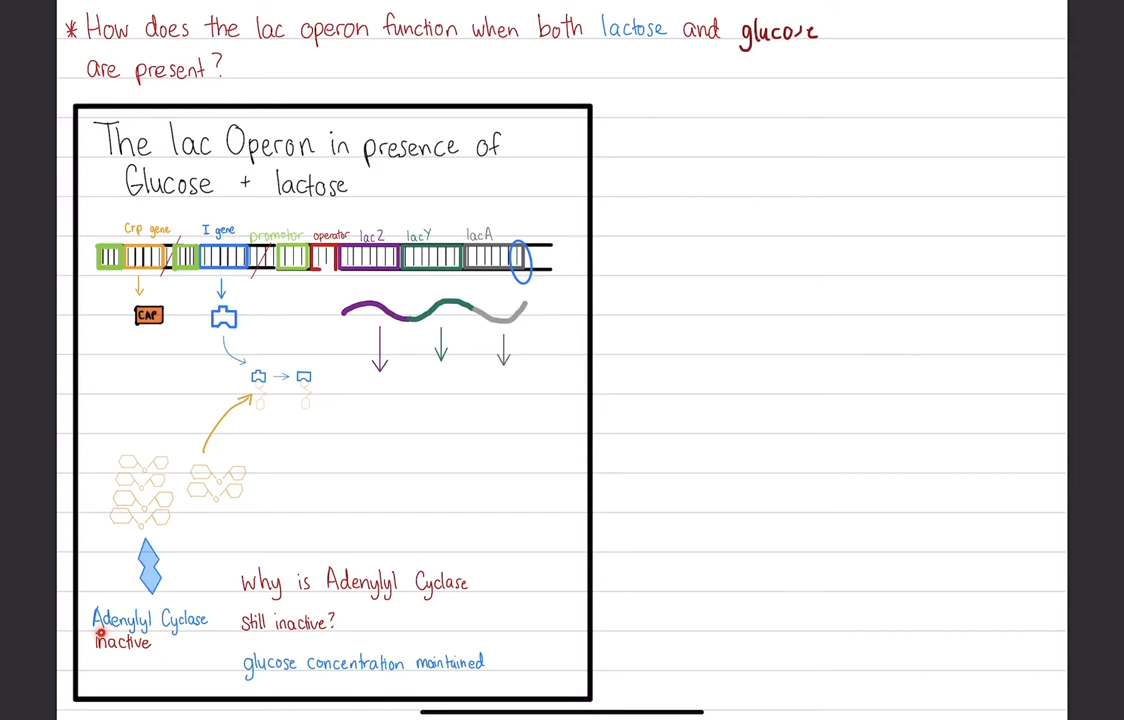 * How does the lac operon function when both lactose and glucose
are present?
The lac Operon in presence of
Glucose + lactose
Crp gene I gene promotor operator lacZ lacY lacA
CAP
Adenylyl Cyclase
inactive
Why is Adenylyl Cyclase
still inactive?
glucose concentration maintained